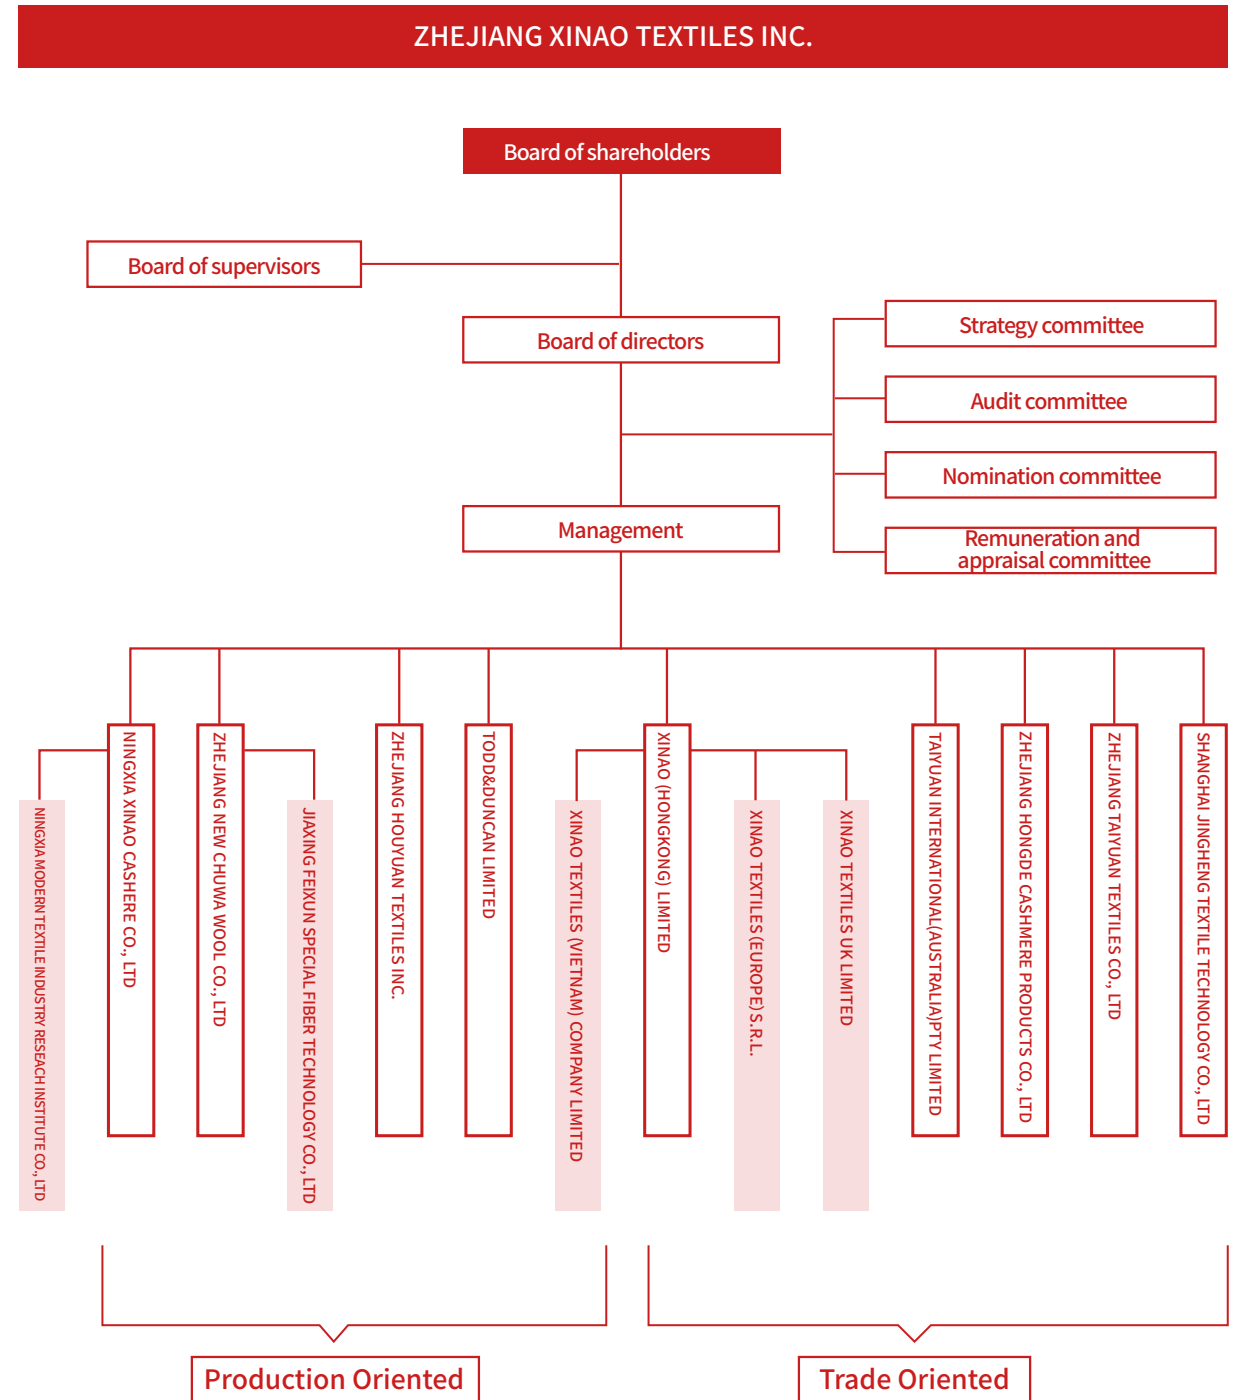 ZHEJIANG XINAO TEXTILES INC.
Board of shareholders
Board of supervisors
Board of directors
Strategy committee
Audit committee
Nomination committee
Management
Remuneration and
appraisal committee
NINGXIA MODERN TEXTILE INDUSTRY RESEACH INSTITUTE CO., LTD
NINGXIA XINAO CASHERE CO., LTD
ZHEJIANG NEW CHUWA WOOL CO., LTD
JIAXING FEIXUN SPECIAL FIBER TECHNOLOGY CO., LTD
ZHEJIANG HOUYUAN TEXTILES INC.
TODD&DUNCAN LIMITED
XINAO TEXTILES (VIETNAM) COMPANY LIMITED
XINAO (HONGKONG) LIMITED
XINAO TEXTILES (EUROPE) S.R.L.
XINAO TEXTILES UK LIMITED
TAIYUAN INTERNATIONAL(AUSTRALIA)PTY LIMITED
ZHEJIANG HONGDE CASHMERE PRODUCTS CO., LTD
ZHEJIANG TAIYUAN TEXTILES CO., LTD
SHANGHAI JINGHENG TEXTILE TECHNOLOGY CO., LTD
Production Oriented
Trade Oriented